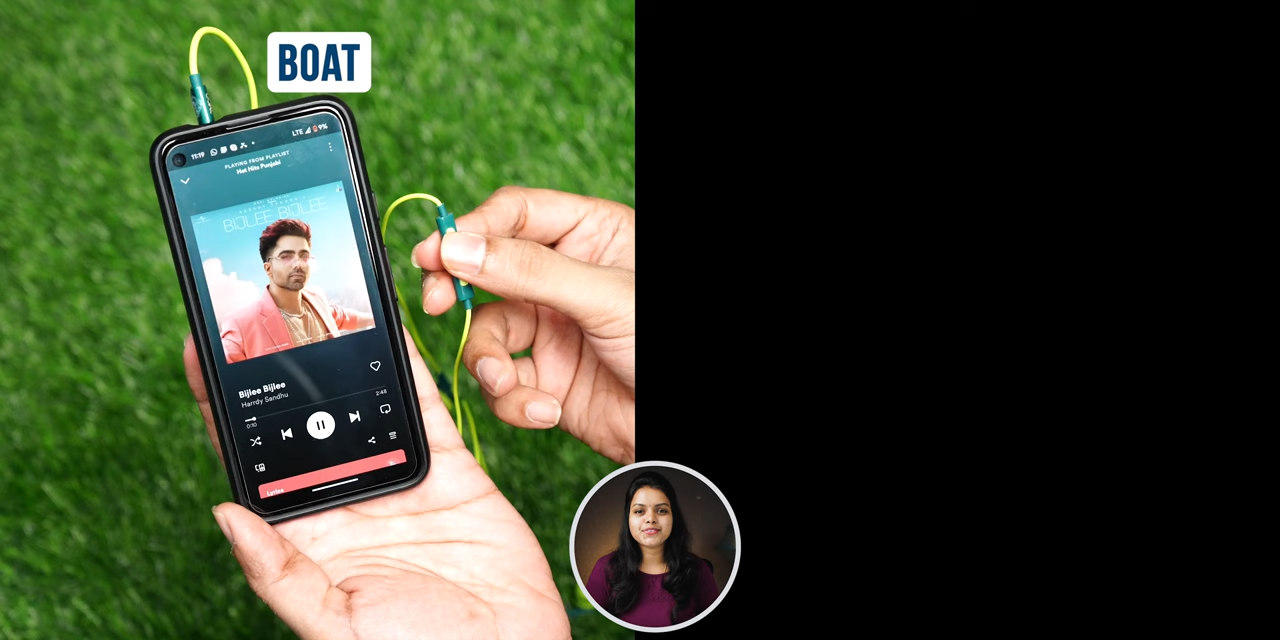 BOAT
11:19
LTE 9%
PLAYING FROM PLAYLIST
Hot Hits Punjabi
BIJLEE BIJLEE
Bijlee Bijlee
Harrdy Sandhu
0:10
2:48
Lyrics